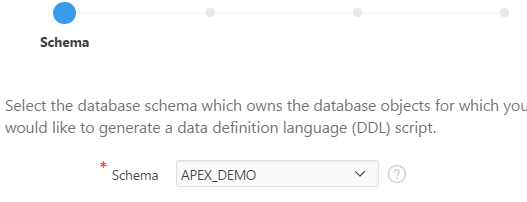 Schema
Select the database schema which owns the database objects for which you
would like to generate a data definition language (DDL) script.
* Schema APEX_DEMO ?